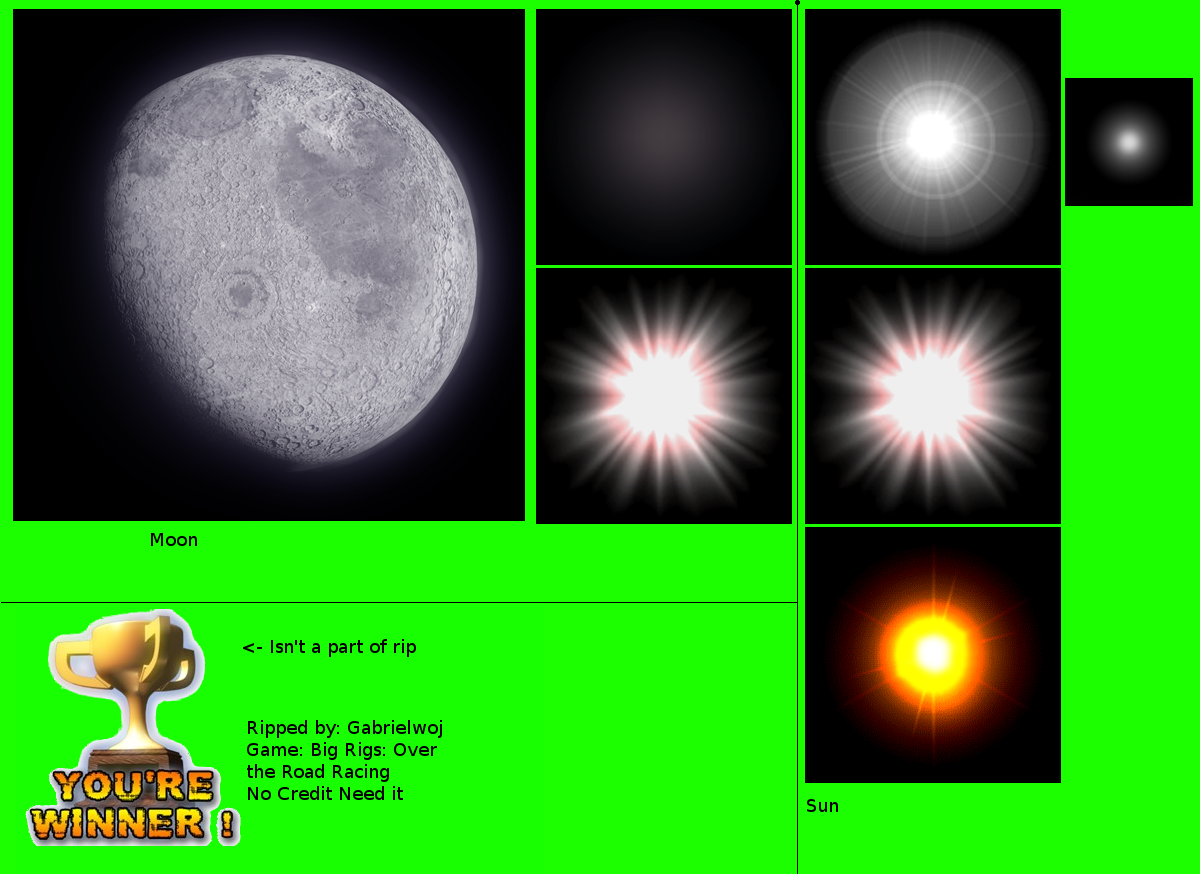 Moon
<- Isn't a part of rip
Ripped by: Gabrielwoj
Game: Big Rigs: Over
the Road Racing
No Credit Need it
YOU'RE
WINNER !
Sun